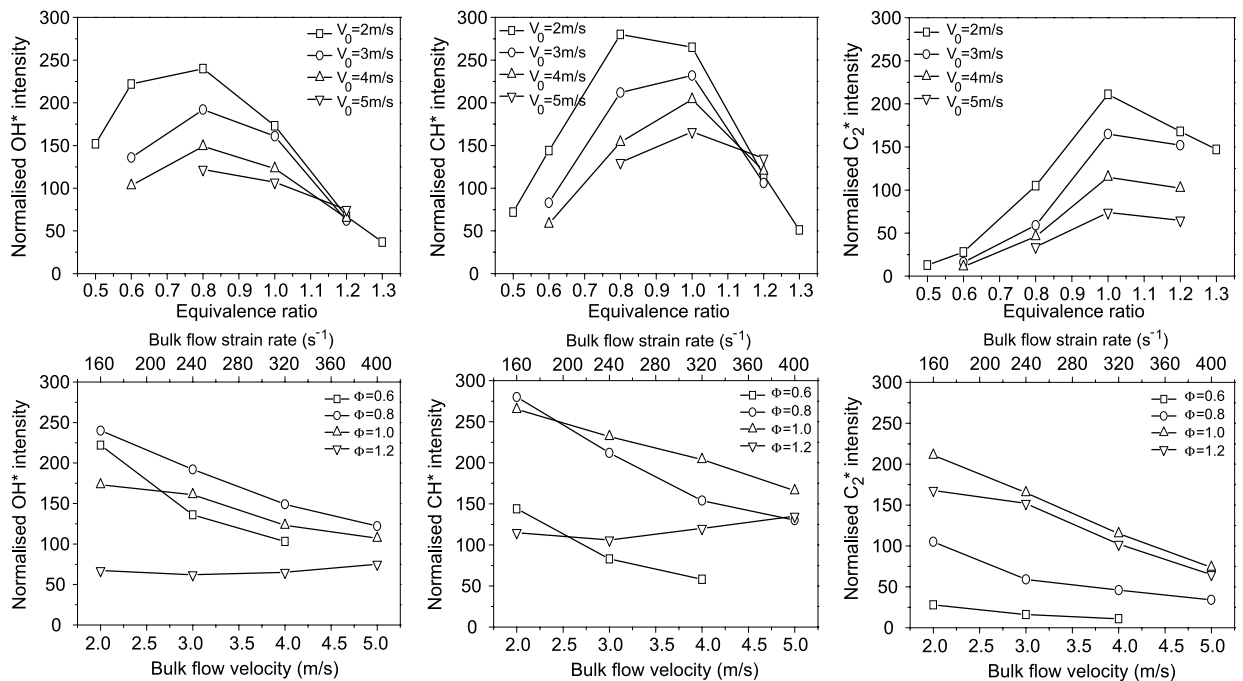 Normalised OH* intensity
300
250
200
150
100
50
0
V0=2m/s
V0=3m/s
V0=4m/s
V0=5m/s
0.5 0.6 0.7 0.8 0.9 1.0 1.1 1.2 1.3
Equivalence ratio
Normalised CH* intensity
300
250
200
150
100
50
0
V0=2m/s
V0=3m/s
V0=4m/s
V0=5m/s
0.5 0.6 0.7 0.8 0.9 1.0 1.1 1.2 1.3
Equivalence ratio
Normalised C2* intensity
300
250
200
150
100
50
0
V0=2m/s
V0=3m/s
V0=4m/s
V0=5m/s
0.5 0.6 0.7 0.8 0.9 1.0 1.1 1.2 1.3
Equivalence ratio
Bulk flow strain rate (s-1)
160 200 240 280 320 360 400
Normalised OH* intensity
300
250
200
150
100
50
0
Φ=0.6
Φ=0.8
Φ=1.0
Φ=1.2
2.0 2.5 3.0 3.5 4.0 4.5 5.0
Bulk flow velocity (m/s)
Bulk flow strain rate (s-1)
160 200 240 280 320 360 400
Normalised CH* intensity
300
250
200
150
100
50
0
Φ=0.6
Φ=0.8
Φ=1.0
Φ=1.2
2.0 2.5 3.0 3.5 4.0 4.5 5.0
Bulk flow velocity (m/s)
Bulk flow strain rate (s-1)
160 200 240 280 320 360 400
Normalised C2* intensity
300
250
200
150
100
50
0
Φ=0.6
Φ=0.8
Φ=1.0
Φ=1.2
2.0 2.5 3.0 3.5 4.0 4.5 5.0
Bulk flow velocity (m/s)